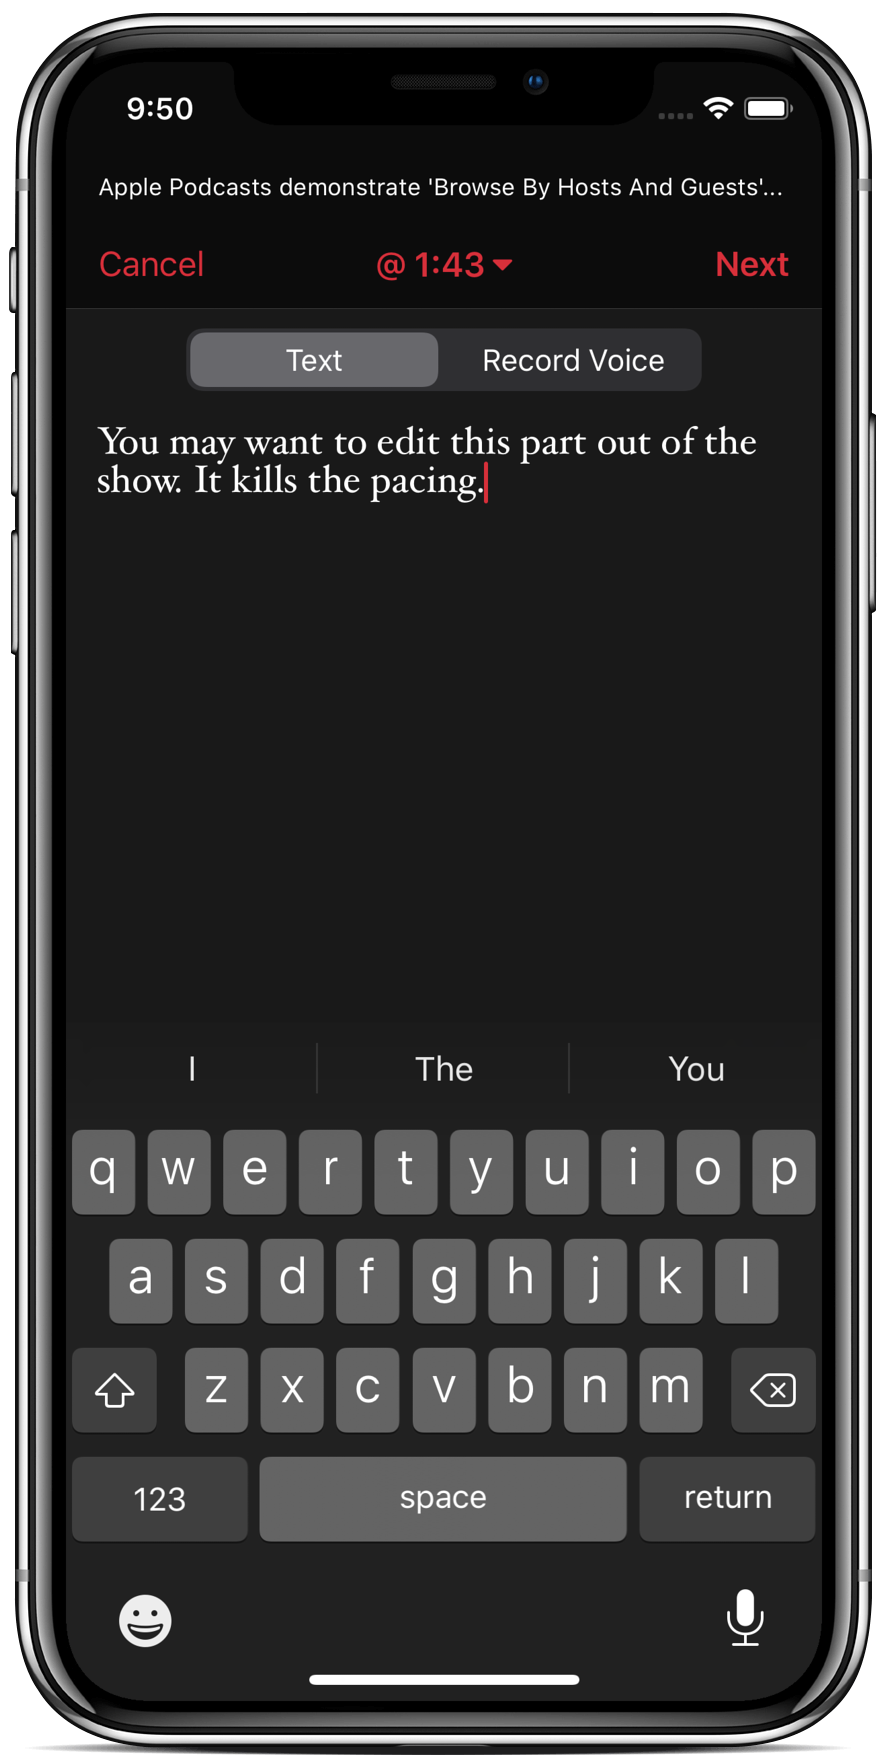 9:50
Apple Podcasts demonstrate 'Browse By Hosts And Guests'...
Cancel @ 1:43 Next
Text Record Voice
You may want to edit this part out of the
show. It kills the pacing.
I The You
q w e r t y u i o p
a s d f g h j k l
z x c v b n m
123 space return